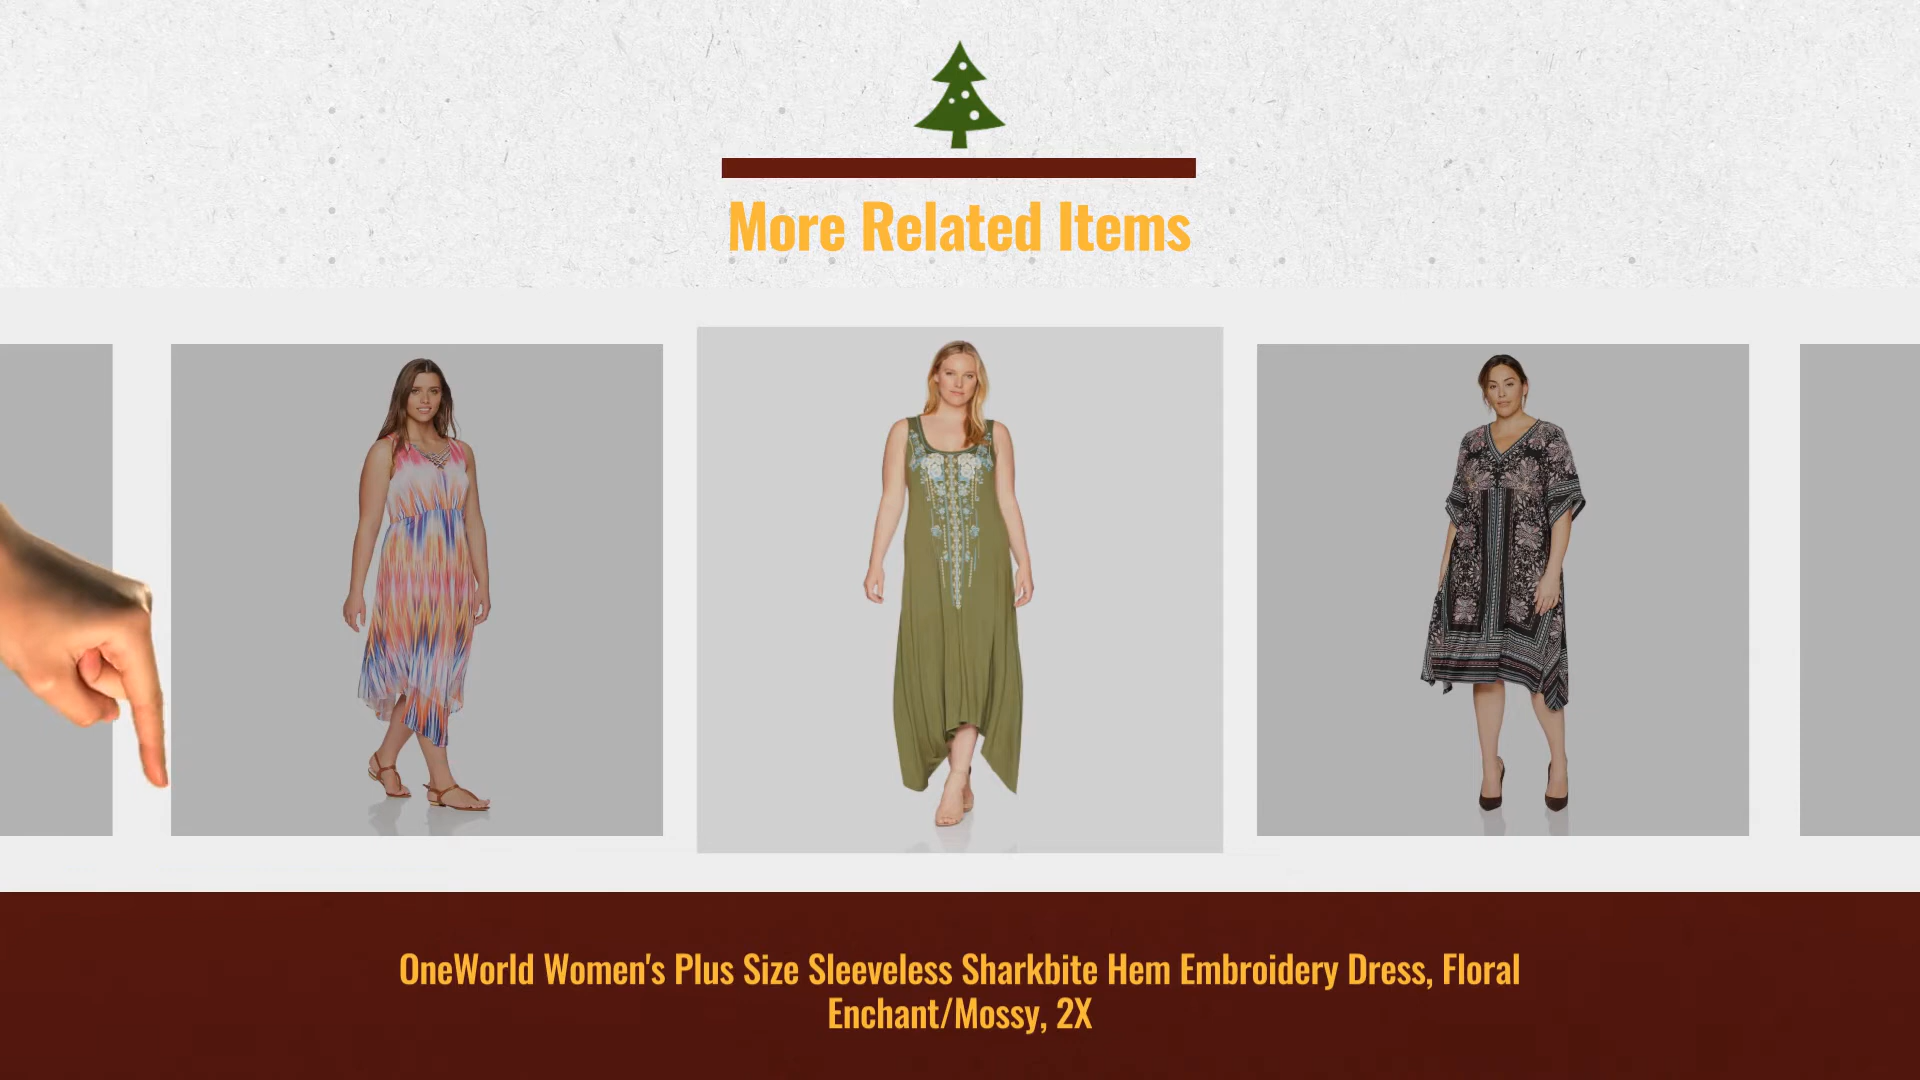 More Related Items
OneWorld Women's Plus Size Sleeveless Sharkbite Hem Embroidery Dress, Floral
Enchant/Mossy, 2X